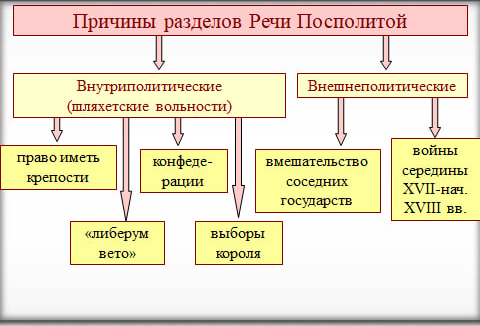 Причины разделов Речи Посполитой
Внутриполитические
(шляхетские вольности)
Внешнеполитические
право иметь
крепости
«либерум
вето»
конфеде-
рации
выборы
короля
вмешательство
соседних
государств
войны
середины
XVII-нач.
XVIII вв.